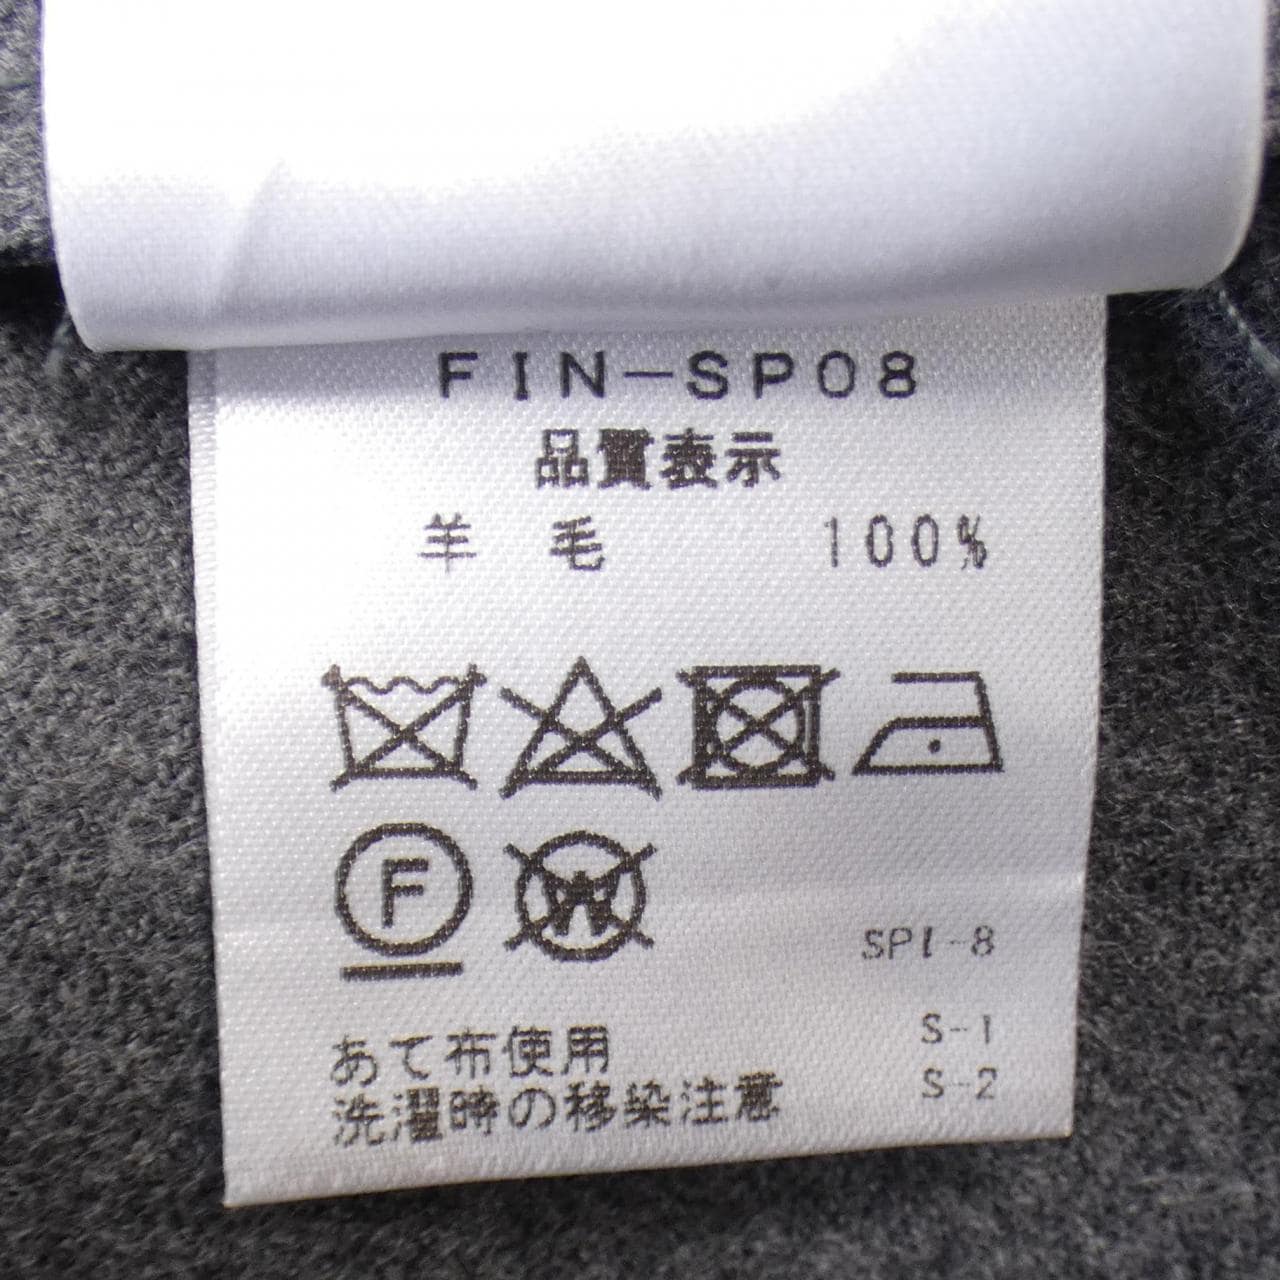 FIN-SP08
品質表示
羊毛 100%
F W
SPI-8
S-1
S-2
あて布使用
洗濯時の移染注意